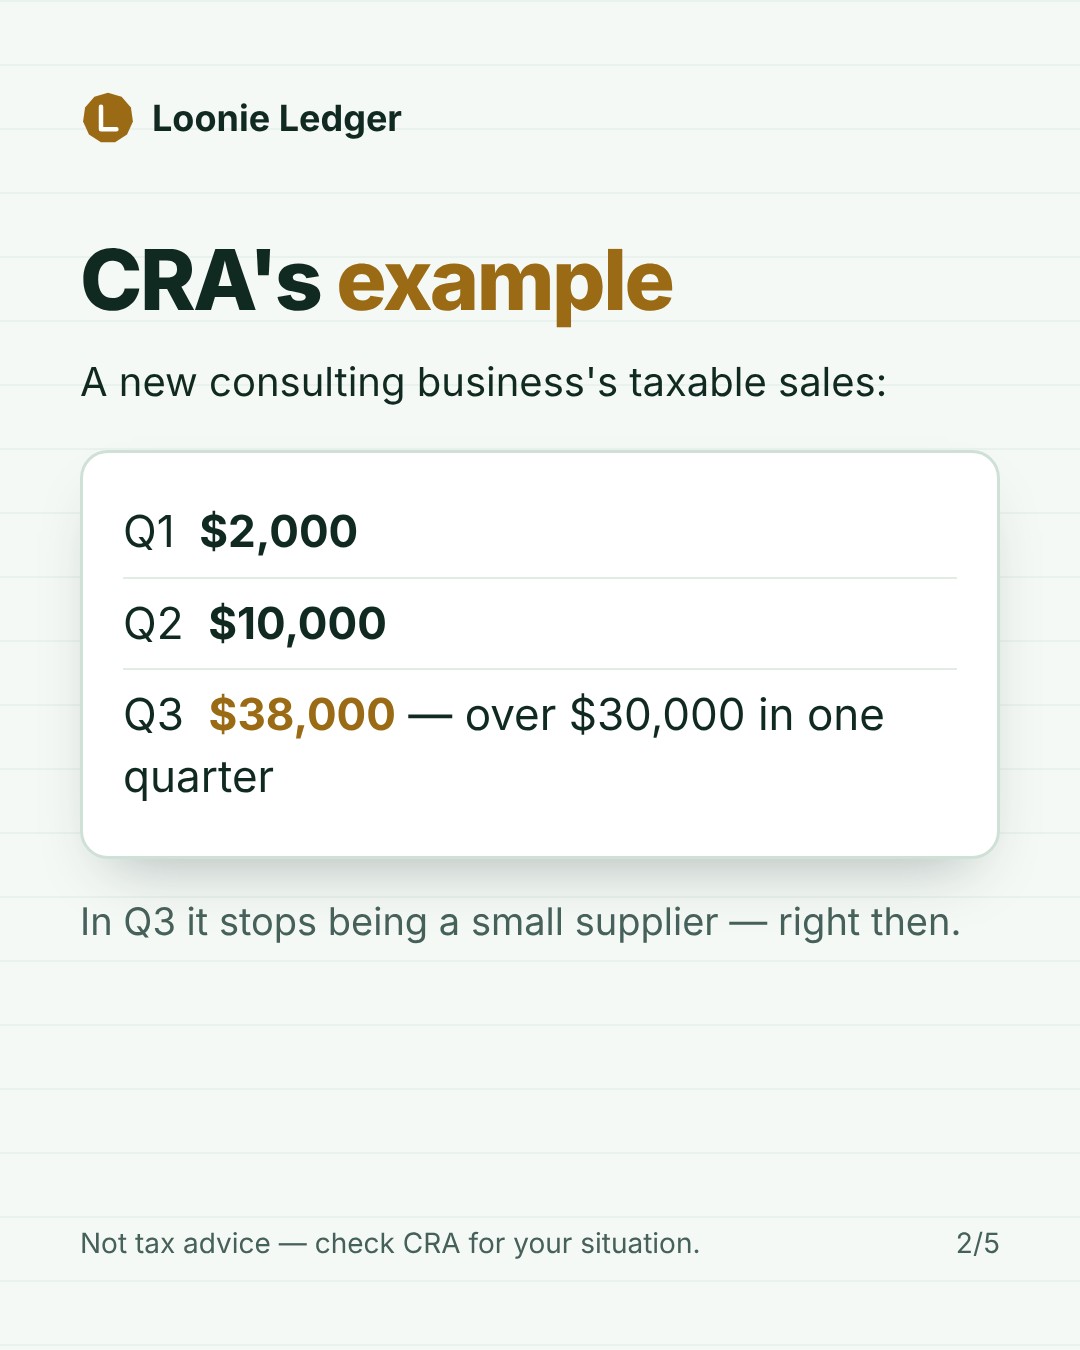 L Loonie Ledger
CRA's example
A new consulting business's taxable sales:
Q1 $2,000
Q2 $10,000
Q3 $38,000 — over $30,000 in one
quarter
In Q3 it stops being a small supplier — right then.
Not tax advice — check CRA for your situation. 2/5